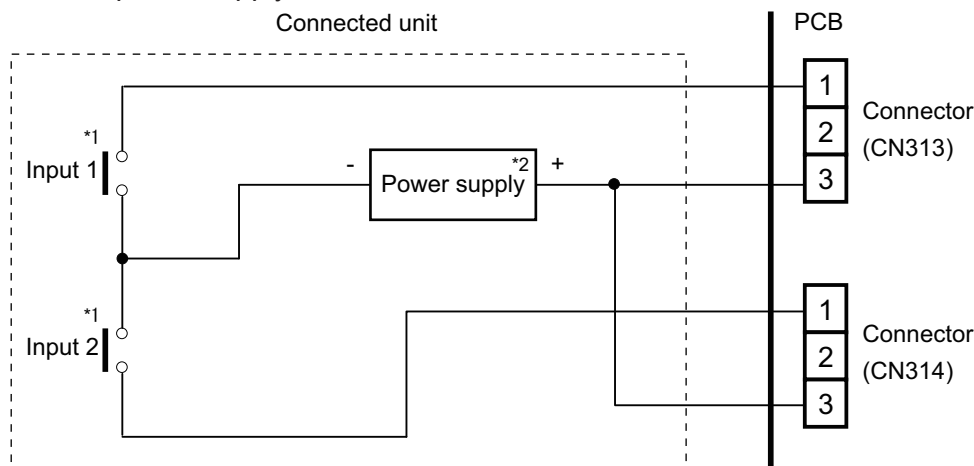 Connected unit
PCB
*1
Input 1
-
Power supply
*2
+
1
2
3
Connector
(CN313)
*1
Input 2
1
2
3
Connector
(CN314)